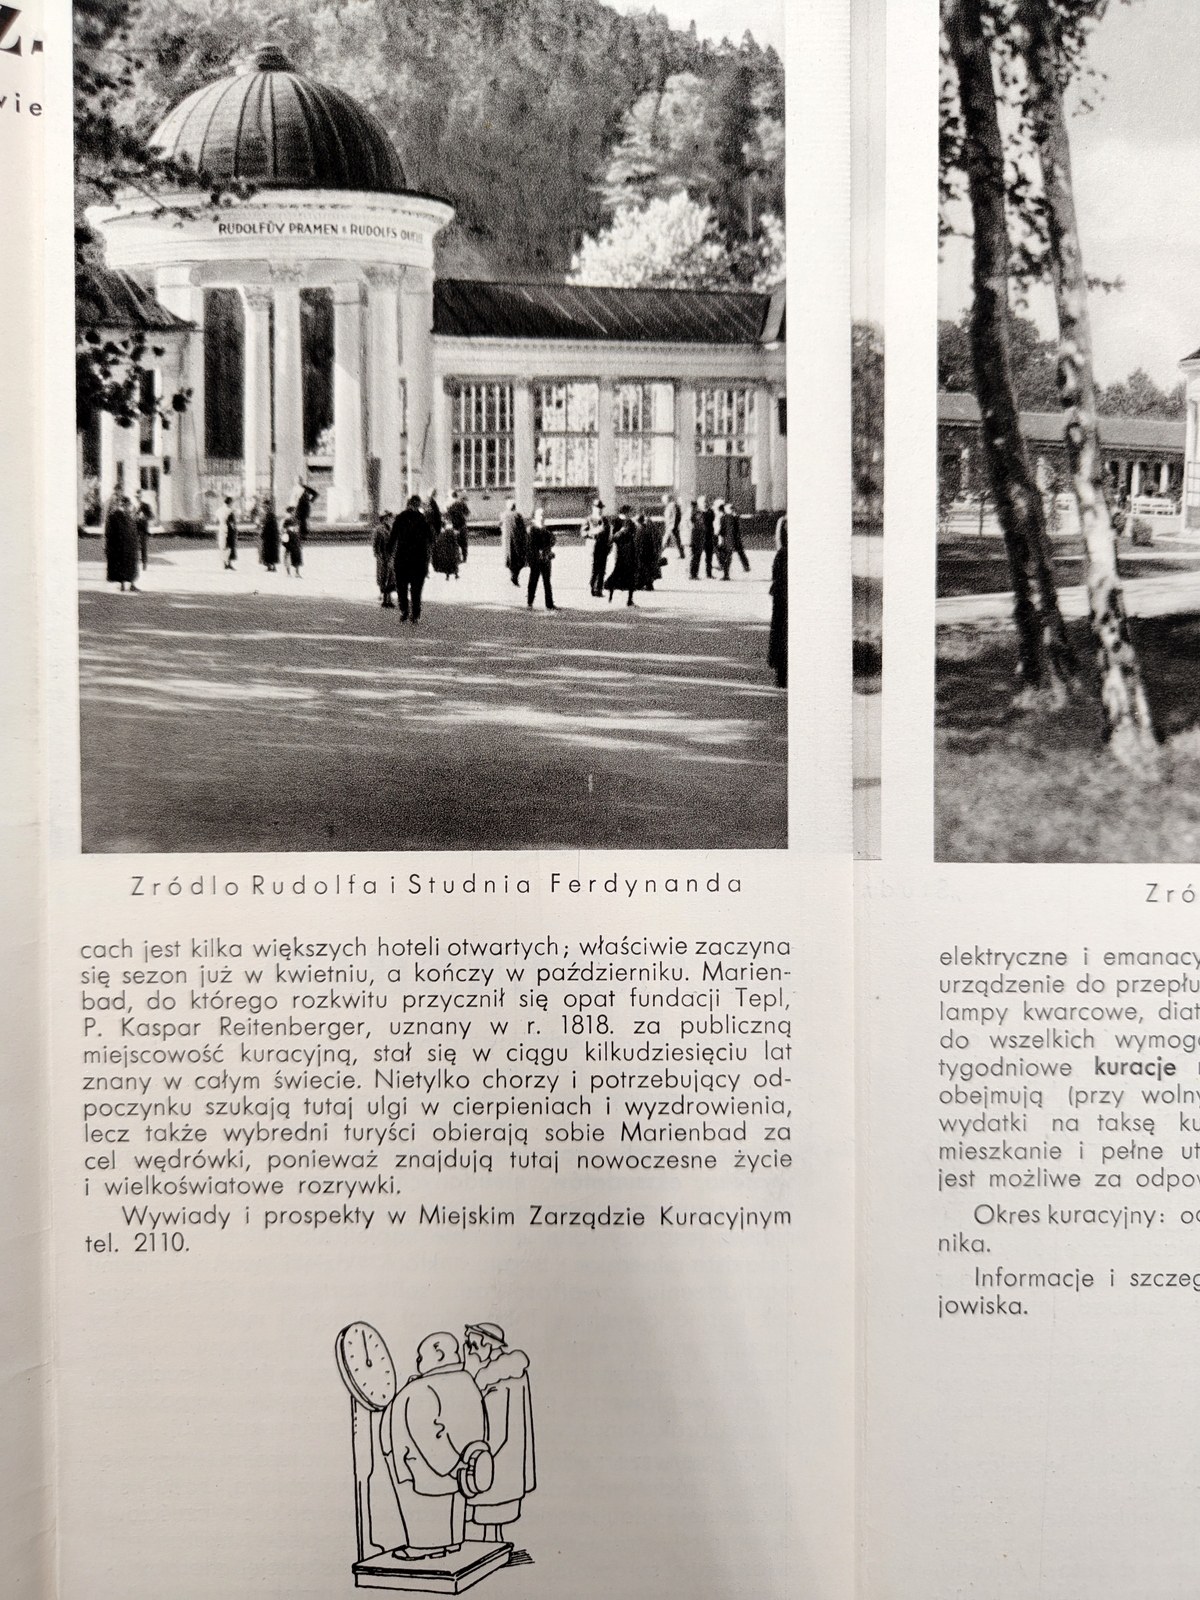 z.
wie
RUDOLFŮV PRAMEN RUDOLFS
Zródlo Rudolfa i Studnia Ferdynanda
cach jest kilka większych hoteli otwartych; właściwie zaczyna
się sezon już w kwietniu, a kończy w październiku. Marien-
bad, do którego rozkwitu przycznił się opat fundacji Tepl,
P. Kaspar Reitenberger, uznany w r. 1818. za publiczną
miejscowość kuracyjną, stał się w ciągu kilkudziesięciu lat
znany w całym świecie. Nietylko chorzy i potrzebujący od-
poczynku szukają tutaj ulgi w cierpieniach i wyzdrowienia,
lecz także wybredni turyści obierają sobie Marienbad za
cel wędrówki, ponieważ znajdują tutaj nowoczesne życie
i wielkoświatowe rozrywki.
Wywiady i prospekty w Miejskim Zarządzie Kuracyjnym
tel. 2110.
Zró
elektryczne i emanacy
urządzenie do przepłu
lampy kwarcowe, diat
do wszelkich wymog
tygodniowe kuracje
obejmują (przy wolny
wydatki na taksę ku
mieszkanie i pełne ut
jest możliwe za odpow
Okres kuracyjny: od
nika.
Informacje i szczeg
jowiska.